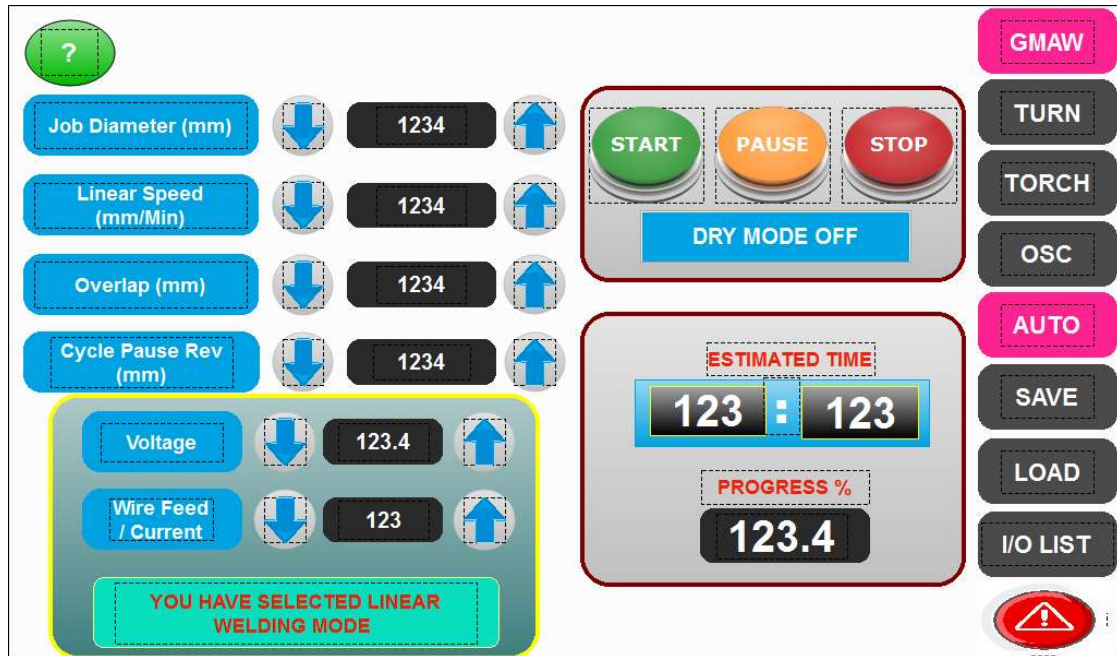 ?
Job Diameter (mm)
1234
Linear Speed
(mm/Min)
1234
Overlap (mm)
1234
Cycle Pause Rev
(mm)
1234
Voltage
123.4
Wire Feed
/ Current
123
YOU HAVE SELECTED LINEAR
WELDING MODE
START PAUSE STOP
DRY MODE OFF
ESTIMATED TIME
123 : 123
PROGRESS %
123.4
GMAW
TURN
TORCH
OSC
AUTO
SAVE
LOAD
I/O LIST